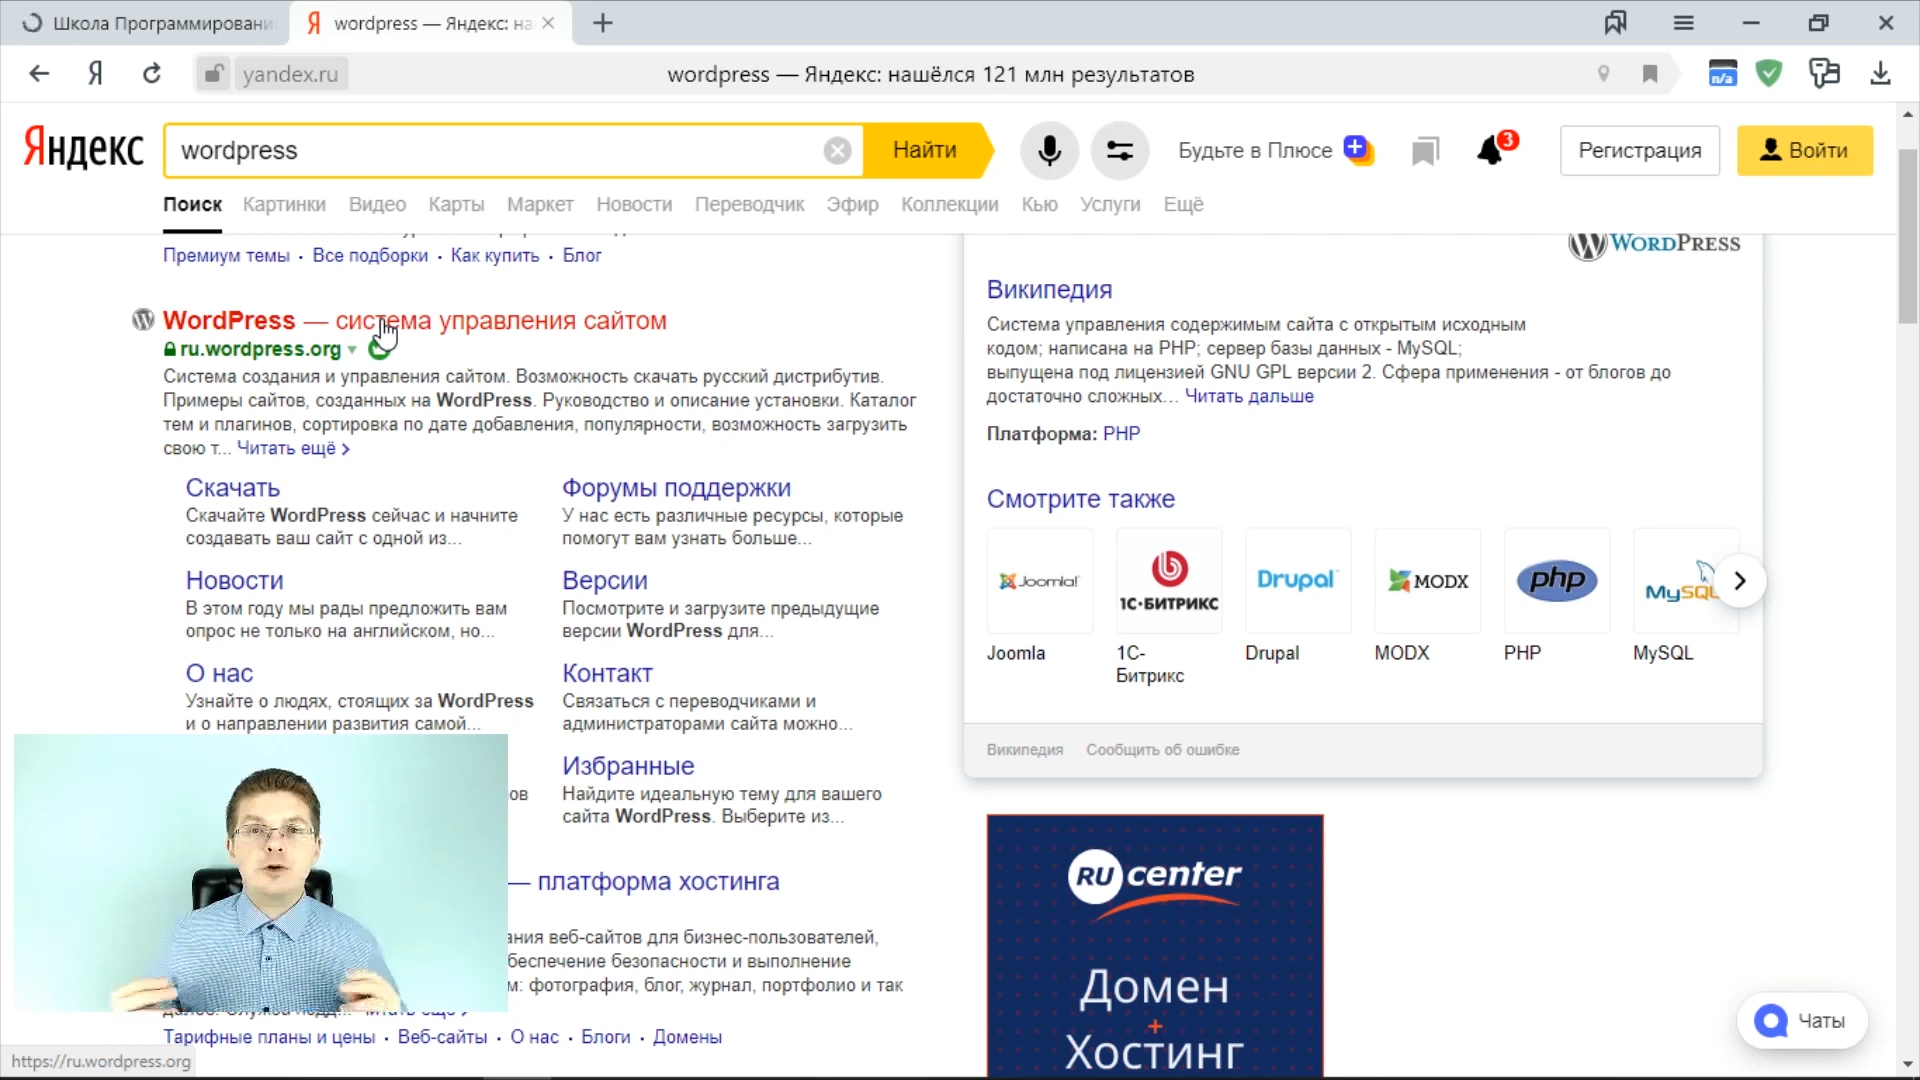 Школа Программировани
wordpress — Яндекс: на
yandex.ru
wordpress — Яндекс: нашёлся 121 млн результатов
n/a
Яндекс
wordpress
Найти
Будьте в Плюсе
3
Регистрация
Войти
Поиск Картинки Видео Карты Маркет Новости Переводчик Эфир Коллекции Кью Услуги Ещё
Премиум темы · Все подборки · Как купить · Блог
WordPress — система управления сайтом
ru.wordpress.org
Система создания и управления сайтом. Возможность скачать русский дистрибутив.
Примеры сайтов, созданных на WordPress. Руководство и описание установки. Каталог
тем и плагинов, сортировка по дате добавления, популярности, возможность загрузить
свою т... Читать ещё >
Скачать
Скачайте WordPress сейчас и начните
создавать ваш сайт с одной из...
Форумы поддержки
У нас есть различные ресурсы, которые
помогут вам узнать больше...
Новости
В этом году мы рады предложить вам
опрос не только на английском, но...
Версии
Посмотрите и загрузите предыдущие
версии WordPress для...
О нас
Узнайте о людях, стоящих за WordPress
и о направлении развития самой...
Контакт
Связаться с переводчиками и
администраторами сайта можно...
ов
Избранные
Найдите идеальную тему для вашего
сайта WordPress. Выберите из...
— платформа хостинга
ания веб-сайтов для бизнес-пользователей,
беспечение безопасности и выполнение
м: фотография, блог, журнал, портфолио и так
Тарифные планы и цены · Веб-сайты · О нас · Блоги · Домены
https://ru.wordpress.org
WORDPRESS
Википедия
Система управления содержимым сайта с открытым исходным
кодом; написана на PHP; сервер базы данных - MySQL;
выпущена под лицензией GNU GPL версии 2. Сфера применения - от блогов до
достаточно сложных... Читать дальше
Платформа: PHP
Смотрите также
Joomla!
1С·БИТРИКС
Drupal
MODX
php
MySQL
Joomla
1С-
Битрикс
Drupal
MODX
PHP
MySQL
Википедия Сообщить об ошибке
RU center
Домен
+
Хостинг
Чаты